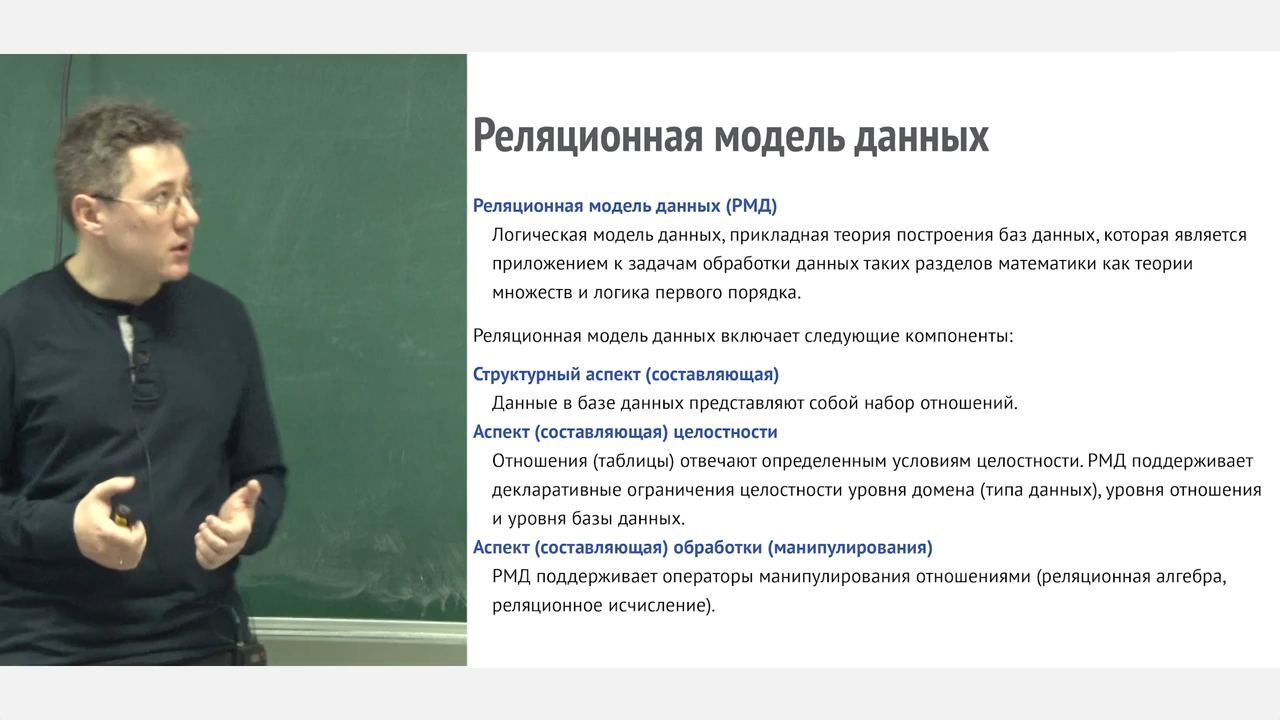 Реляционная модель данных
Реляционная модель данных (РМД)
Логическая модель данных, прикладная теория построения баз данных, которая является
приложением к задачам обработки данных таких разделов математики как теории
множеств и логика первого порядка.
Реляционная модель данных включает следующие компоненты:
Структурный аспект (составляющая)
Данные в базе данных представляют собой набор отношений.
Аспект (составляющая) целостности
Отношения (таблицы) отвечают определенным условиям целостности. РМД поддерживает
декларативные ограничения целостности уровня домена (типа данных), уровня отношения
и уровня базы данных.
Аспект (составляющая) обработки (манипулирования)
РМД поддерживает операторы манипулирования отношениями (реляционная алгебра,
реляционное исчисление).